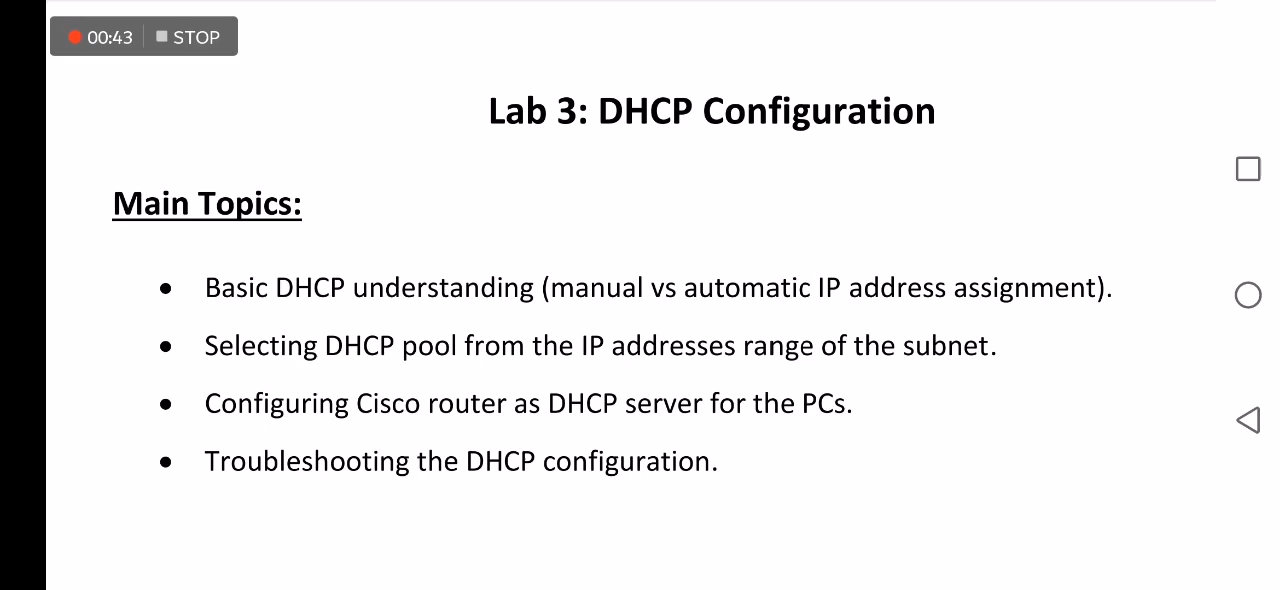 00:43 STOP
Lab 3: DHCP Configuration
Main Topics:
• Basic DHCP understanding (manual vs automatic IP address assignment).
• Selecting DHCP pool from the IP addresses range of the subnet.
• Configuring Cisco router as DHCP server for the PCs.
• Troubleshooting the DHCP configuration.